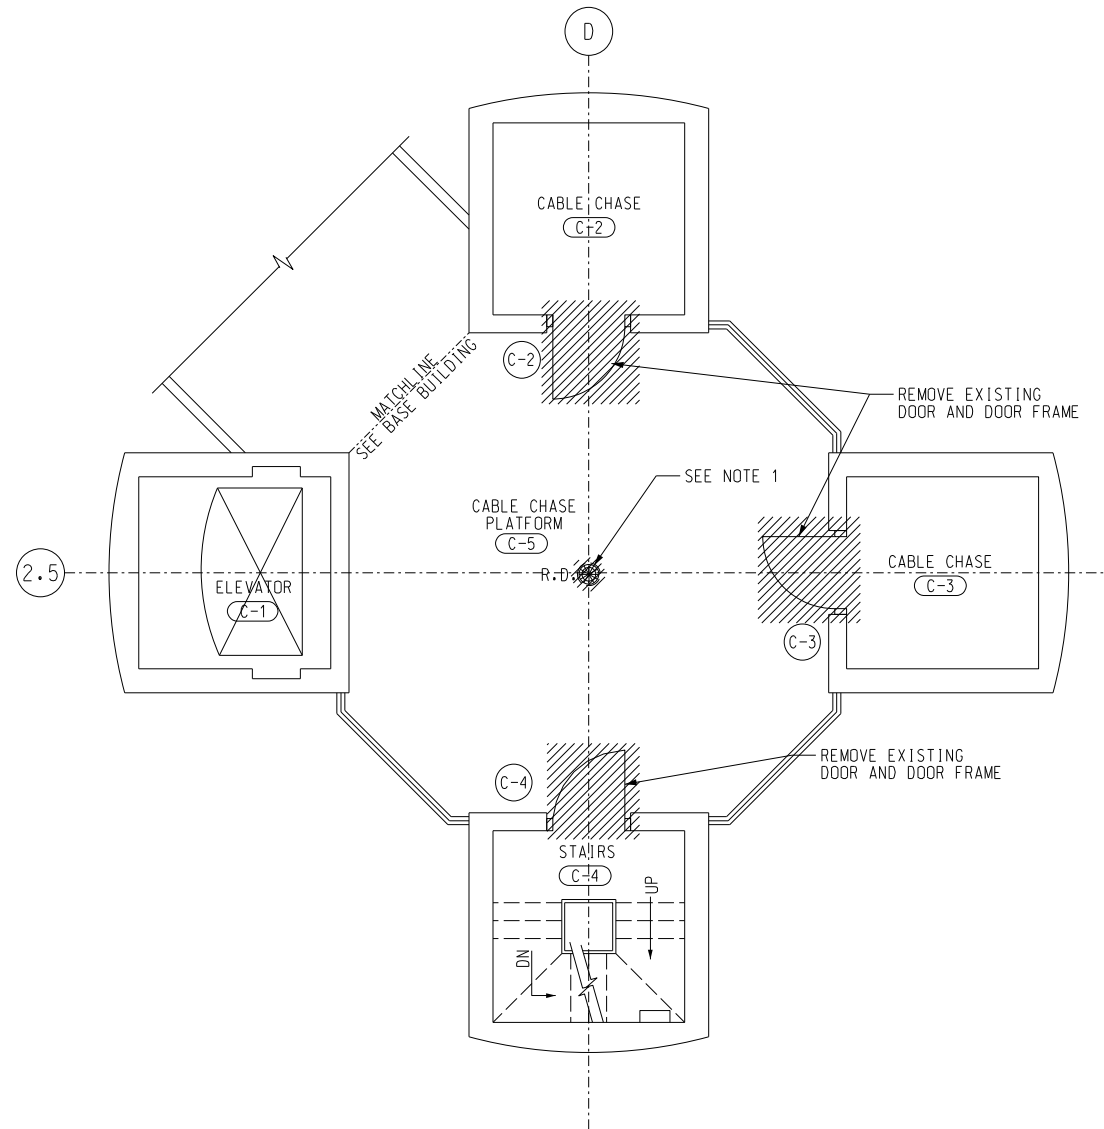 D
CABLE CHASE
C-2
MATCHLINE
SEE BASE BUILDING
C-2
REMOVE EXISTING
DOOR AND DOOR FRAME
SEE NOTE 1
CABLE CHASE
PLATFORM
C-5
2.5
R.D.
ELEVATOR
C-1
CABLE CHASE
C-3
C-3
REMOVE EXISTING
DOOR AND DOOR FRAME
C-4
STAIRS
C-4
UP
DN